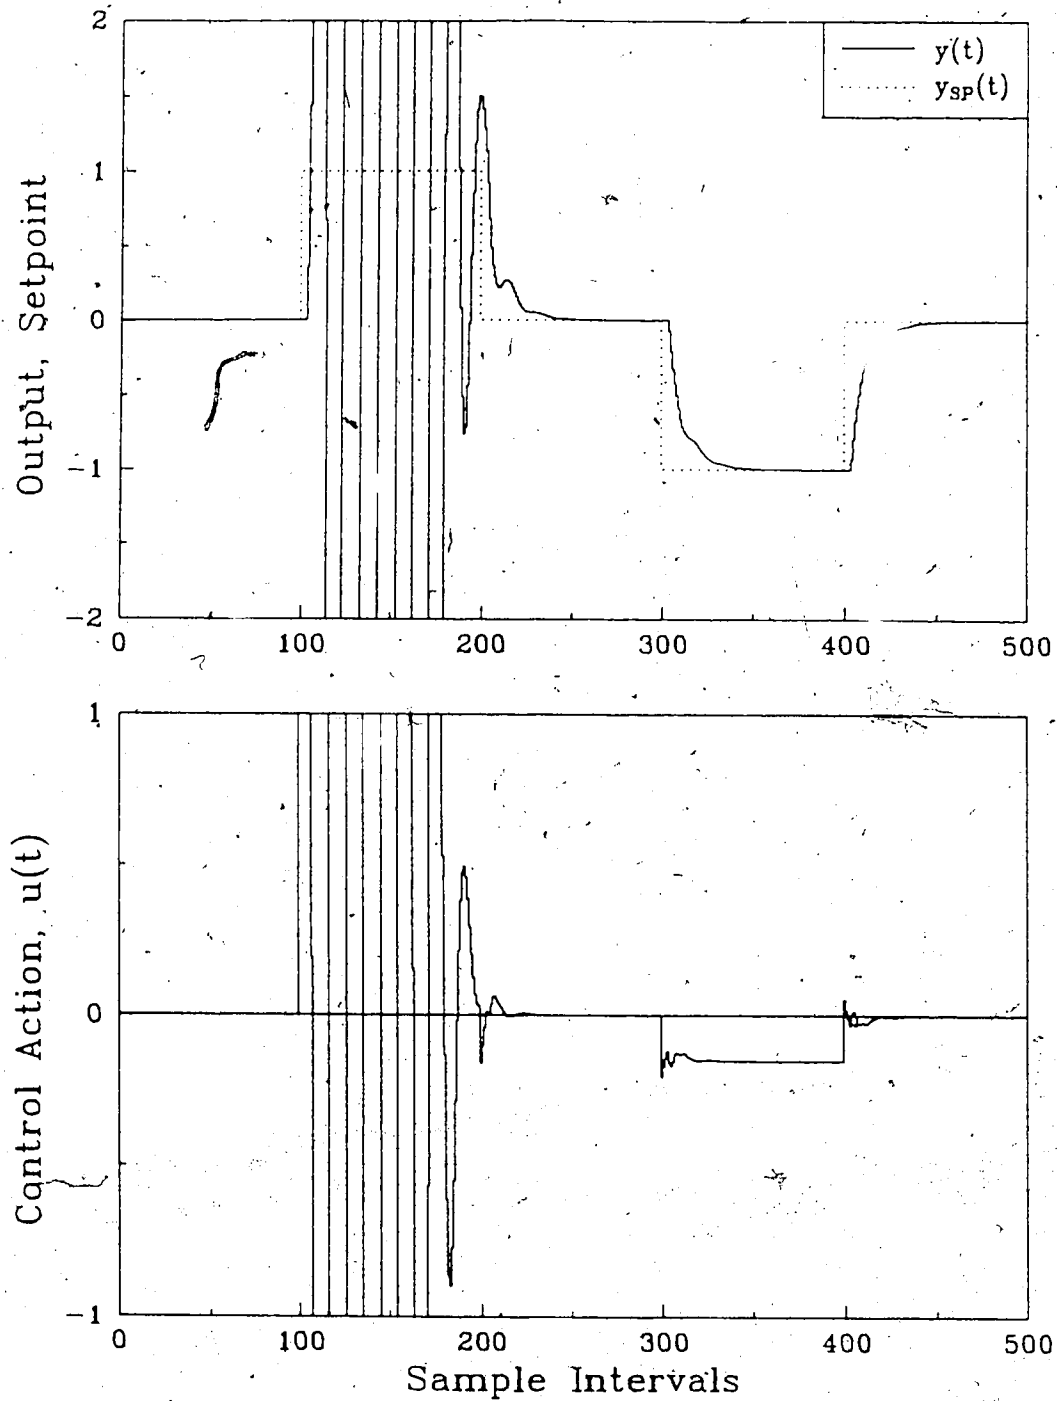 2
y(t)
y_SP(t)
1
0
-1
-2
Output, Setpoint
0 100 200 300 400 500
1
0
-1
Control Action, u(t)
0 100 200 300 400 500
Sample Intervals